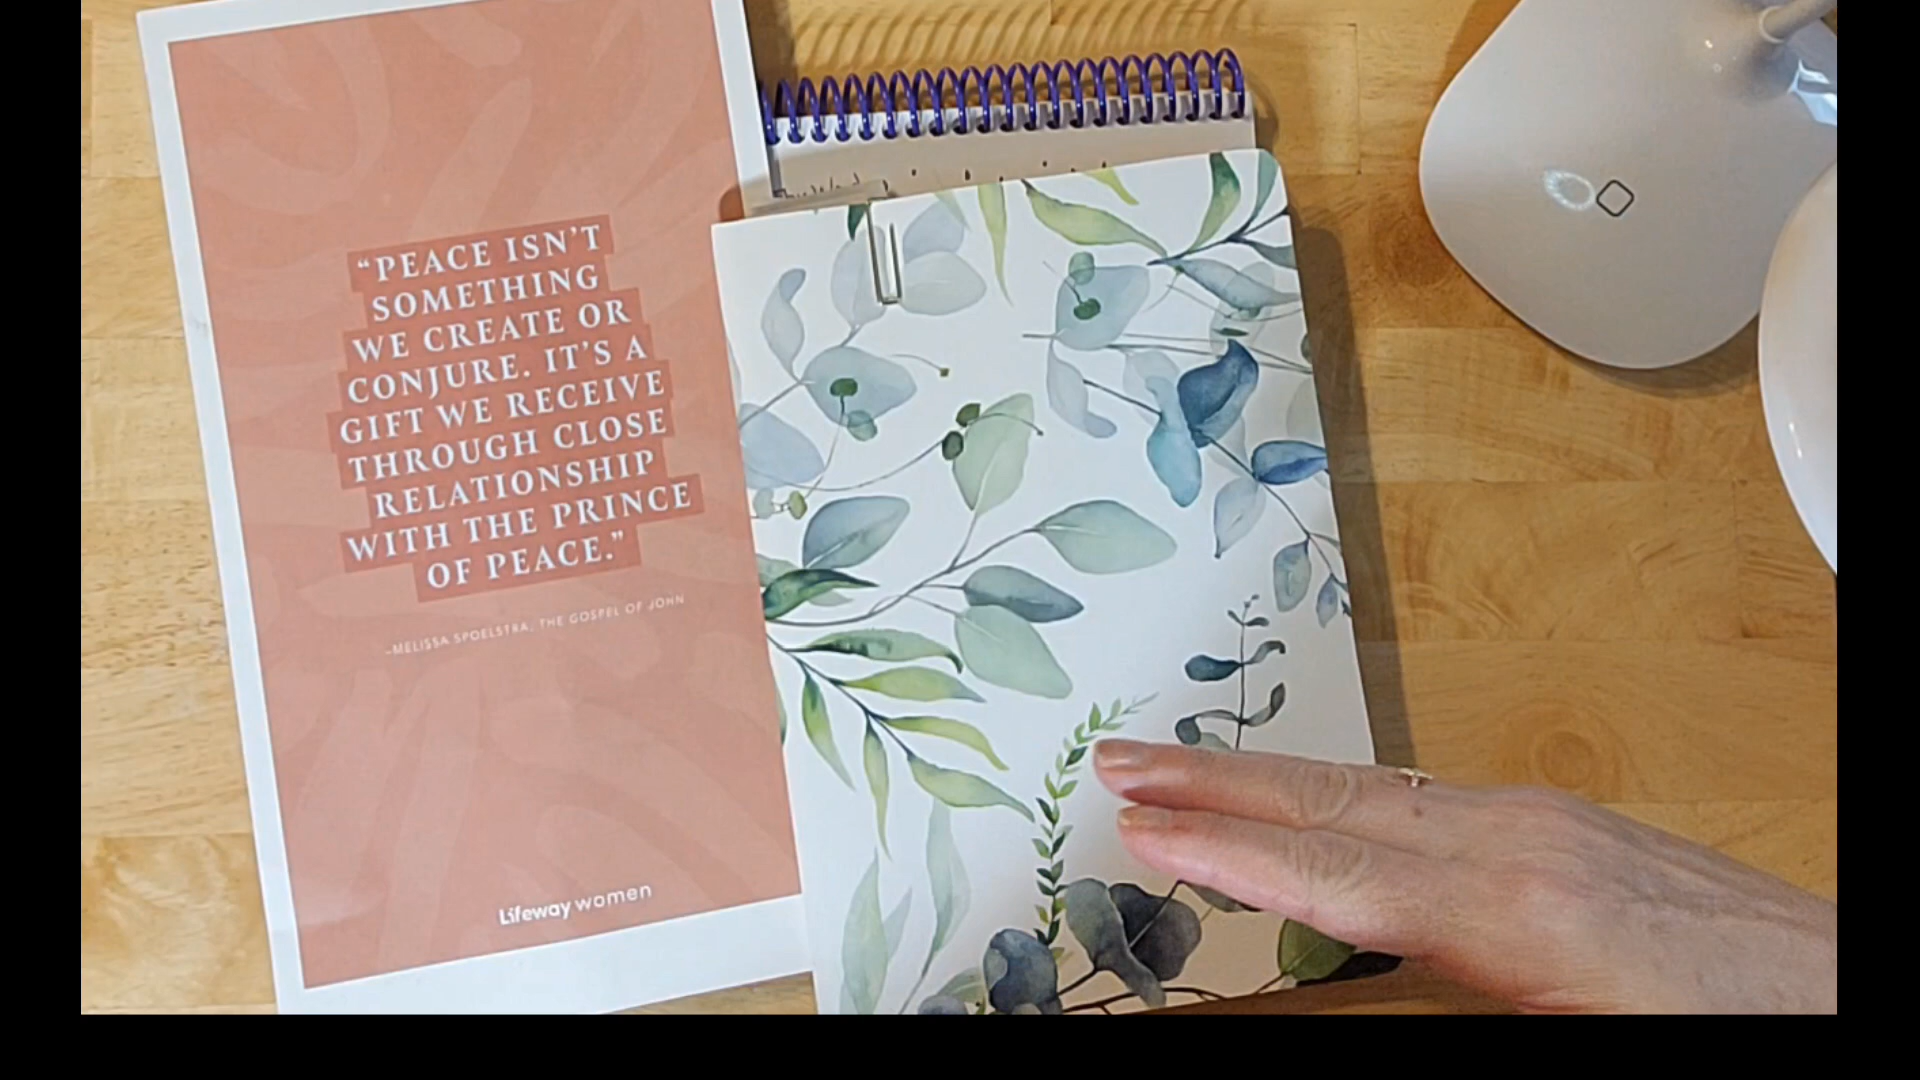 “PEACE ISN’T
SOMETHING
WE CREATE OR
CONJURE. IT’S A
GIFT WE RECEIVE
THROUGH CLOSE
RELATIONSHIP
WITH THE PRINCE
OF PEACE.”
–MELISSA SPOELSTRA, THE GOSPEL OF JOHN
Lifeway women